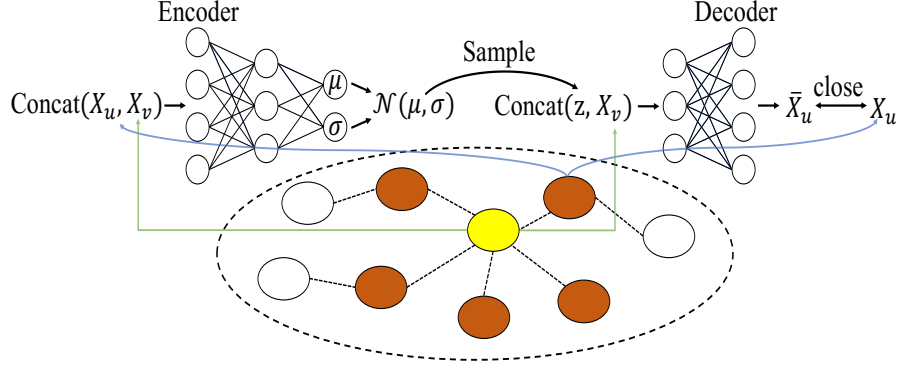 Encoder
Decoder
Sample
Concat(X_u, X_v)
μ
σ
𝒩(μ, σ)
Concat(z, X_v)
X̄_u
close
X_u